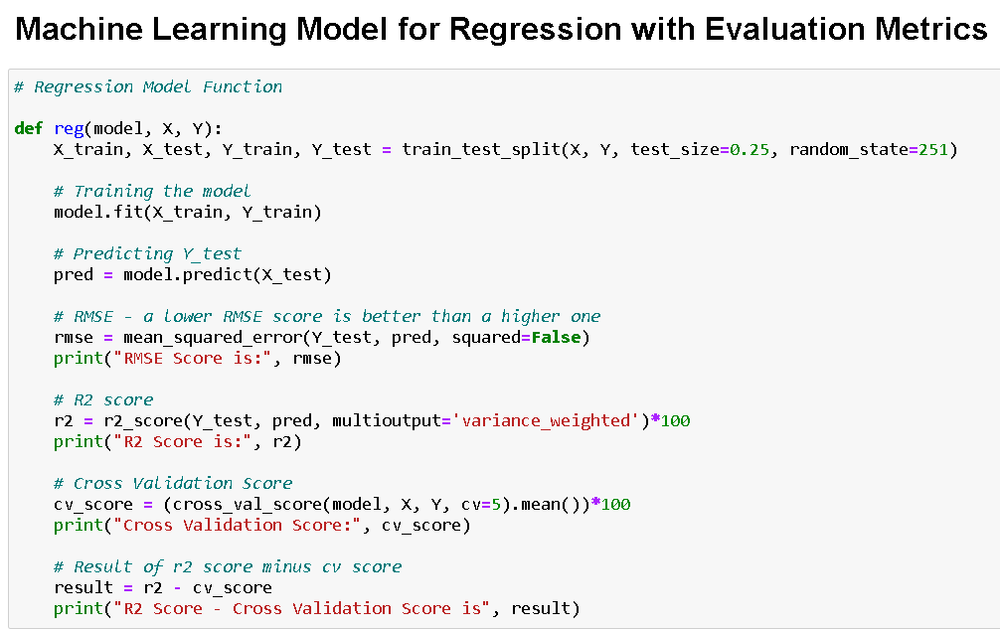 Machine Learning Model for Regression with Evaluation Metrics
# Regression Model Function
def reg(model, X, Y):
X_train, X_test, Y_train, Y_test = train_test_split(X, Y, test_size=0.25, random_state=251)
# Training the model
model.fit(X_train, Y_train)
# Predicting Y_test
pred = model.predict(X_test)
# RMSE - a lower RMSE score is better than a higher one
rmse = mean_squared_error(Y_test, pred, squared=False)
print("RMSE Score is:", rmse)
# R2 score
r2 = r2_score(Y_test, pred, multioutput='variance_weighted')*100
print("R2 Score is:", r2)
# Cross Validation Score
cv_score = (cross_val_score(model, X, Y, cv=5).mean())*100
print("Cross Validation Score:", cv_score)
# Result of r2 score minus cv score
result = r2 - cv_score
print("R2 Score - Cross Validation Score is", result)